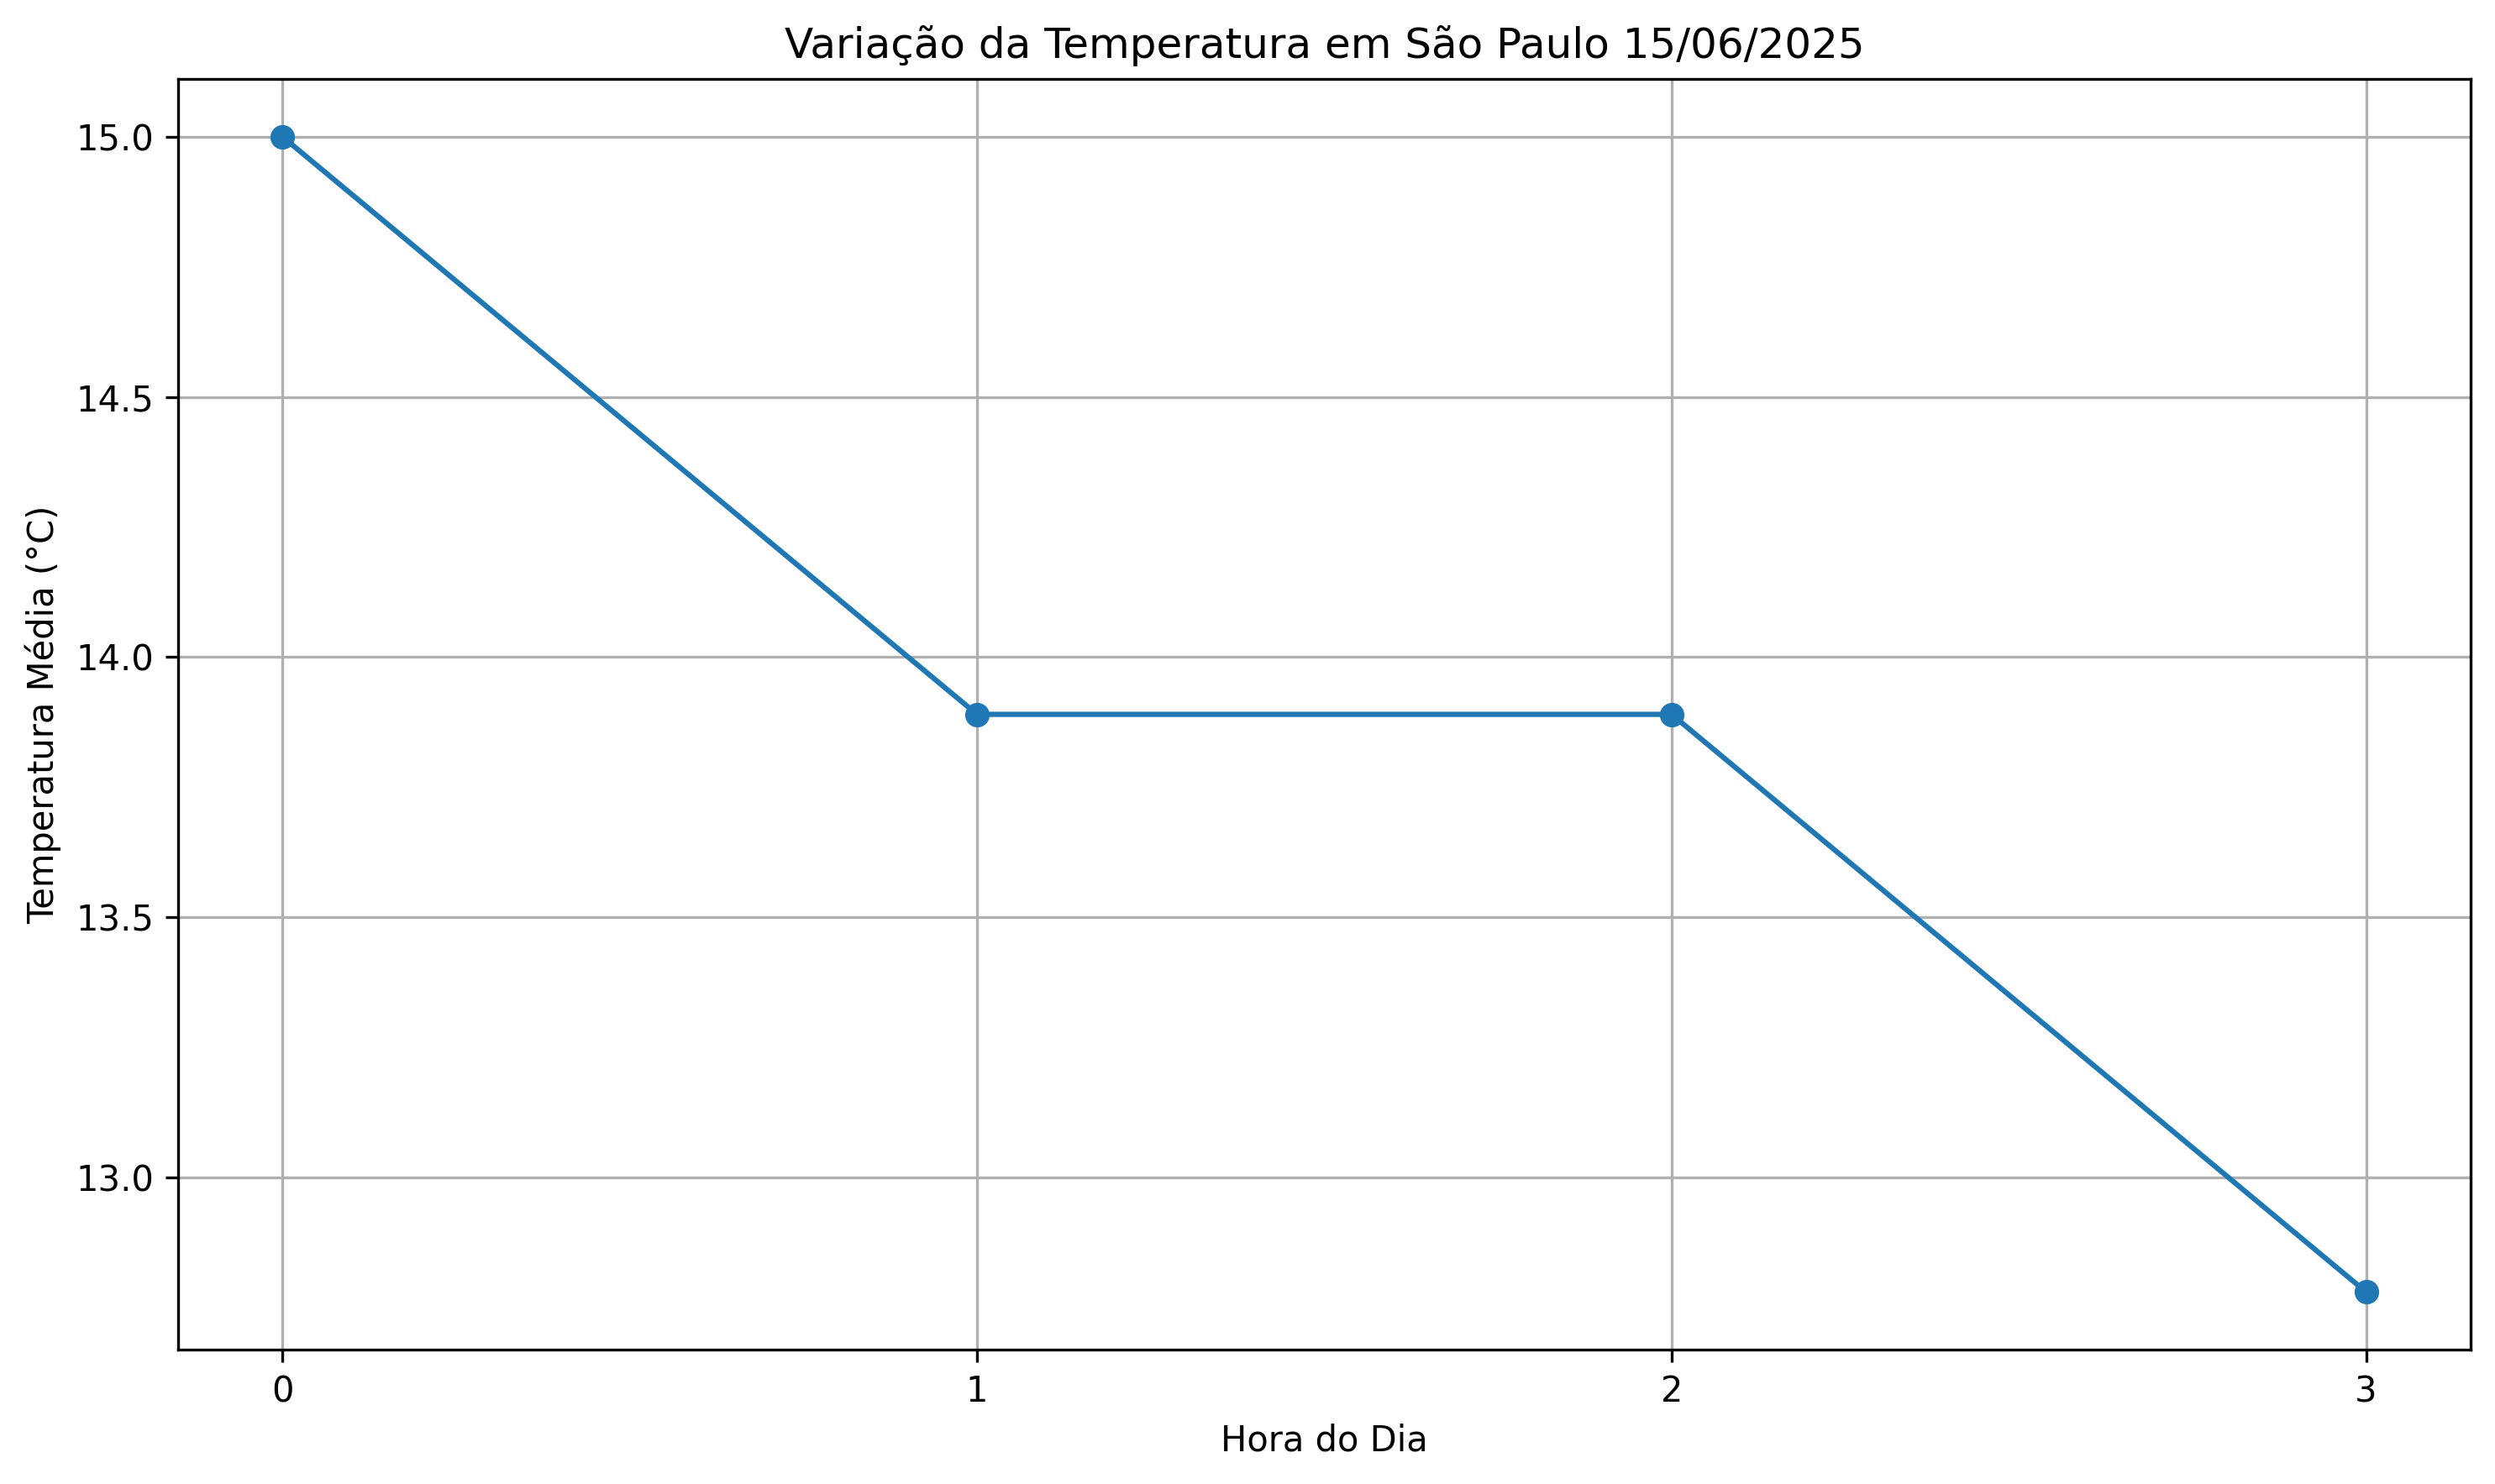 Variação da Temperatura em São Paulo 15/06/2025
Temperatura Média (°C)
15.0
14.5
14.0
13.5
13.0
0 1 2 3
Hora do Dia